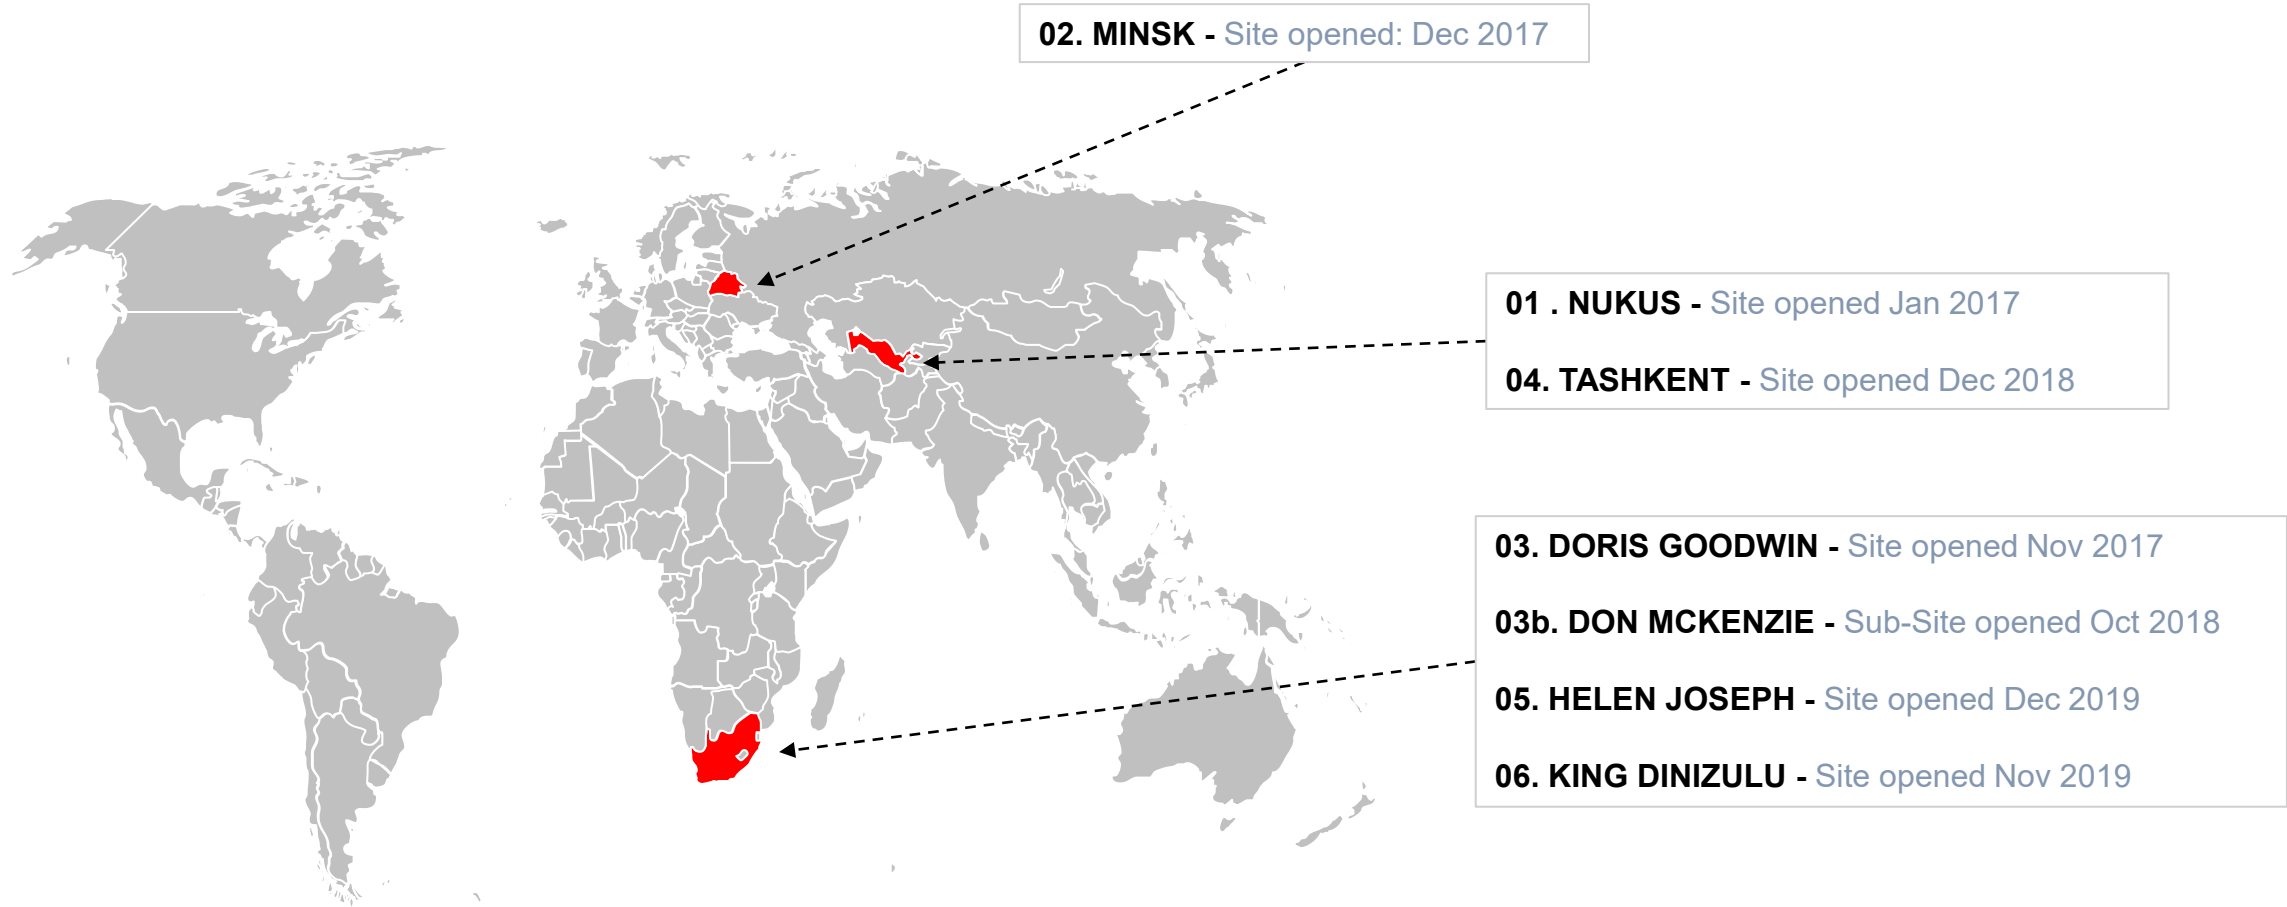 02. MINSK - Site opened: Dec 2017
01 . NUKUS - Site opened Jan 2017
04. TASHKENT - Site opened Dec 2018
03. DORIS GOODWIN - Site opened Nov 2017
03b. DON MCKENZIE - Sub-Site opened Oct 2018
05. HELEN JOSEPH - Site opened Dec 2019
06. KING DINIZULU - Site opened Nov 2019